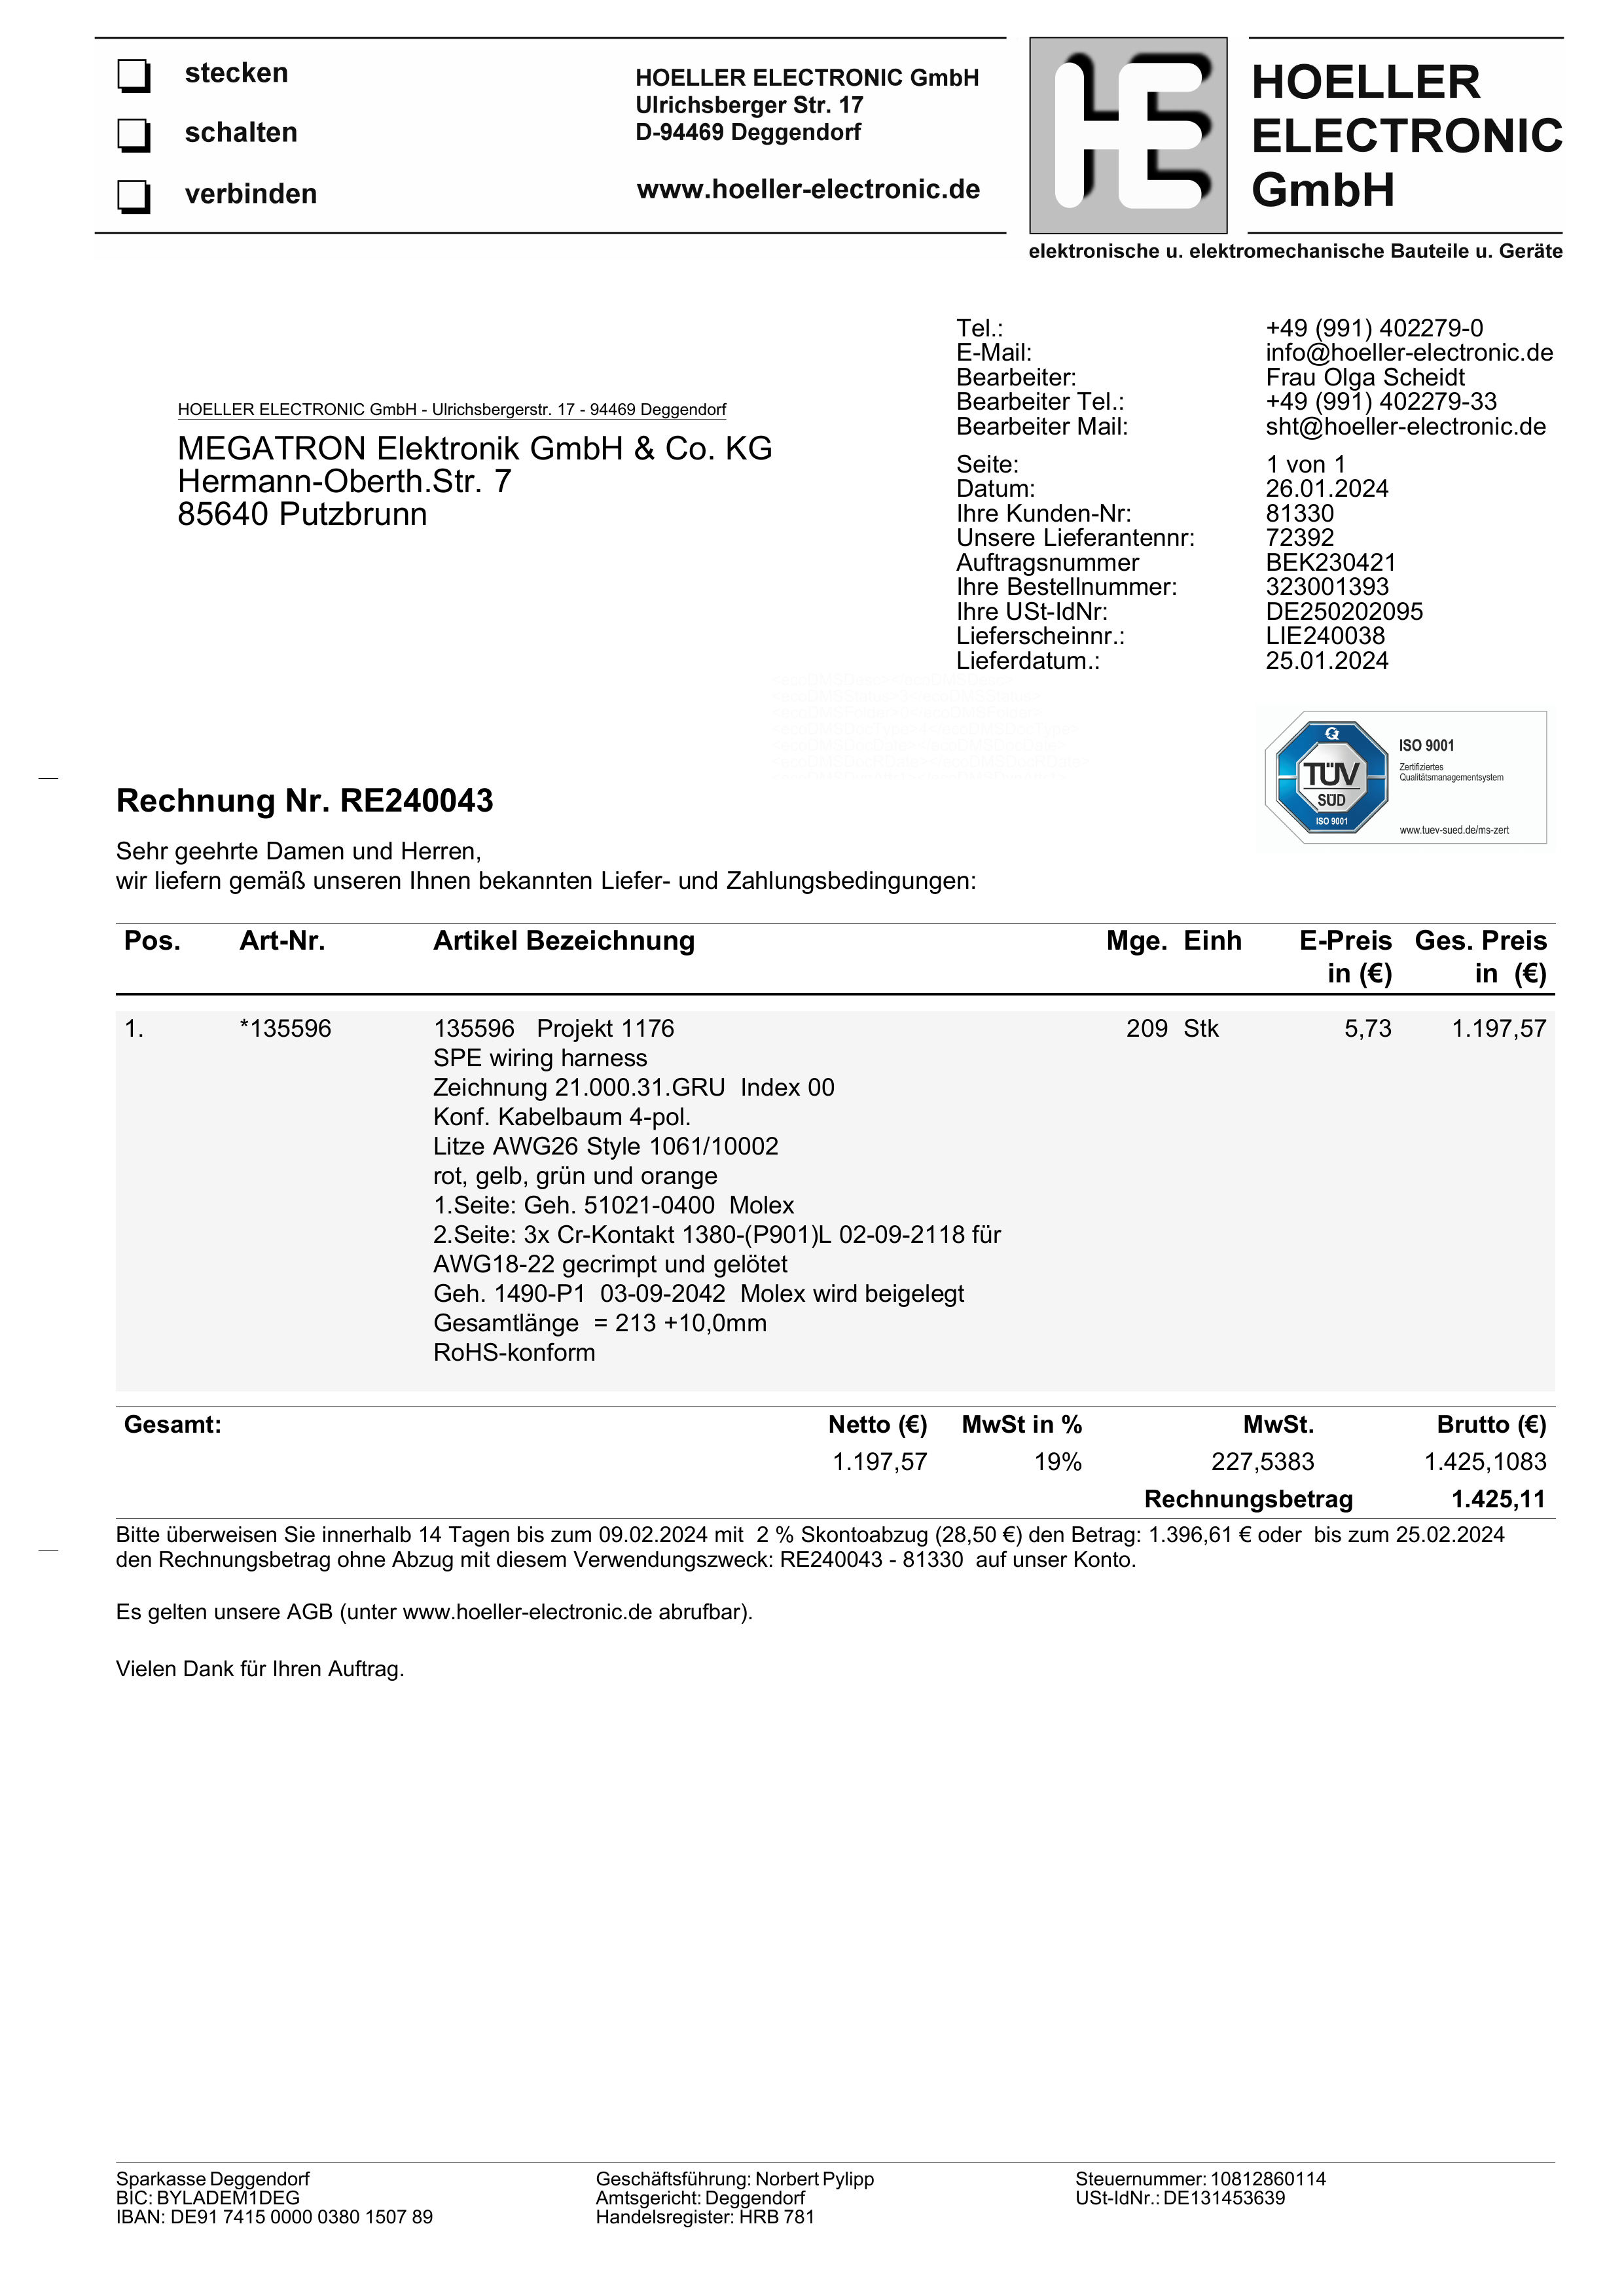 stecken
schalten
verbinden
HOELLER ELECTRONIC GmbH
Ulrichsberger Str. 17
D-94469 Deggendorf
www.hoeller-electronic.de
HE
HOELLER
ELECTRONIC
GmbH
elektronische u. elektromechanische Bauteile u. Geräte
Tel.: +49 (991) 402279-0
E-Mail: info@hoeller-electronic.de
Bearbeiter: Frau Olga Scheidt
Bearbeiter Tel.: +49 (991) 402279-33
Bearbeiter Mail: sht@hoeller-electronic.de
HOELLER ELECTRONIC GmbH - Ulrichsbergerstr. 17 - 94469 Deggendorf
MEGATRON Elektronik GmbH & Co. KG
Hermann-Oberth.Str. 7
85640 Putzbrunn
Seite: 1 von 1
Datum: 26.01.2024
Ihre Kunden-Nr: 81330
Unsere Lieferantennr: 72392
Auftragsnummer BEK230421
Ihre Bestellnummer: 323001393
Ihre USt-IdNr: DE250202095
Lieferscheinnr.: LIE240038
Lieferdatum.: 25.01.2024
TÜV
SÜD
ISO 9001
ISO 9001
Zertifiziertes
Qualitätsmanagementsystem
www.tuev-sued.de/ms-zert
Rechnung Nr. RE240043
Sehr geehrte Damen und Herren,
wir liefern gemäß unseren Ihnen bekannten Liefer- und Zahlungsbedingungen:
Pos. Art-Nr. Artikel Bezeichnung Mge. Einh E-Preis Ges. Preis
in (€) in (€)
1. *135596 135596 Projekt 1176 209 Stk 5,73 1.197,57
SPE wiring harness
Zeichnung 21.000.31.GRU Index 00
Konf. Kabelbaum 4-pol.
Litze AWG26 Style 1061/10002
rot, gelb, grün und orange
1.Seite: Geh. 51021-0400 Molex
2.Seite: 3x Cr-Kontakt 1380-(P901)L 02-09-2118 für
AWG18-22 gecrimpt und gelötet
Geh. 1490-P1 03-09-2042 Molex wird beigelegt
Gesamtlänge = 213 +10,0mm
RoHS-konform
Gesamt: Netto (€) MwSt in % MwSt. Brutto (€)
1.197,57 19% 227,5383 1.425,1083
Rechnungsbetrag 1.425,11
Bitte überweisen Sie innerhalb 14 Tagen bis zum 09.02.2024 mit 2 % Skontoabzug (28,50 €) den Betrag: 1.396,61 € oder bis zum 25.02.2024
den Rechnungsbetrag ohne Abzug mit diesem Verwendungszweck: RE240043 - 81330 auf unser Konto.
Es gelten unsere AGB (unter www.hoeller-electronic.de abrufbar).
Vielen Dank für Ihren Auftrag.
Sparkasse Deggendorf
BIC: BYLADEM1DEG
IBAN: DE91 7415 0000 0380 1507 89
Geschäftsführung: Norbert Pylipp
Amtsgericht: Deggendorf
Handelsregister: HRB 781
Steuernummer: 10812860114
USt-IdNr.: DE131453639